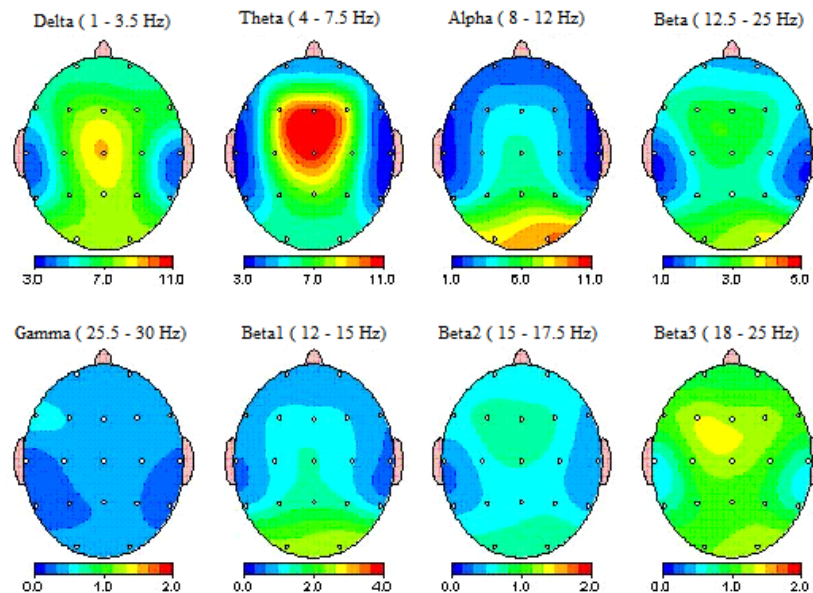 Delta ( 1 - 3.5 Hz) Theta ( 4 - 7.5 Hz) Alpha ( 8 - 12 Hz) Beta ( 12.5 - 25 Hz)
3.0 7.0 11.0 3.0 7.0 11.0 1.0 6.0 11.0 1.0 3.0 5.0
Gamma ( 25.5 - 30 Hz) Beta1 ( 12 - 15 Hz) Beta2 ( 15 - 17.5 Hz) Beta3 ( 18 - 25 Hz)
0.0 1.0 2.0 0.0 2.0 4.0 0.0 1.0 2.0 0.0 1.0 2.0